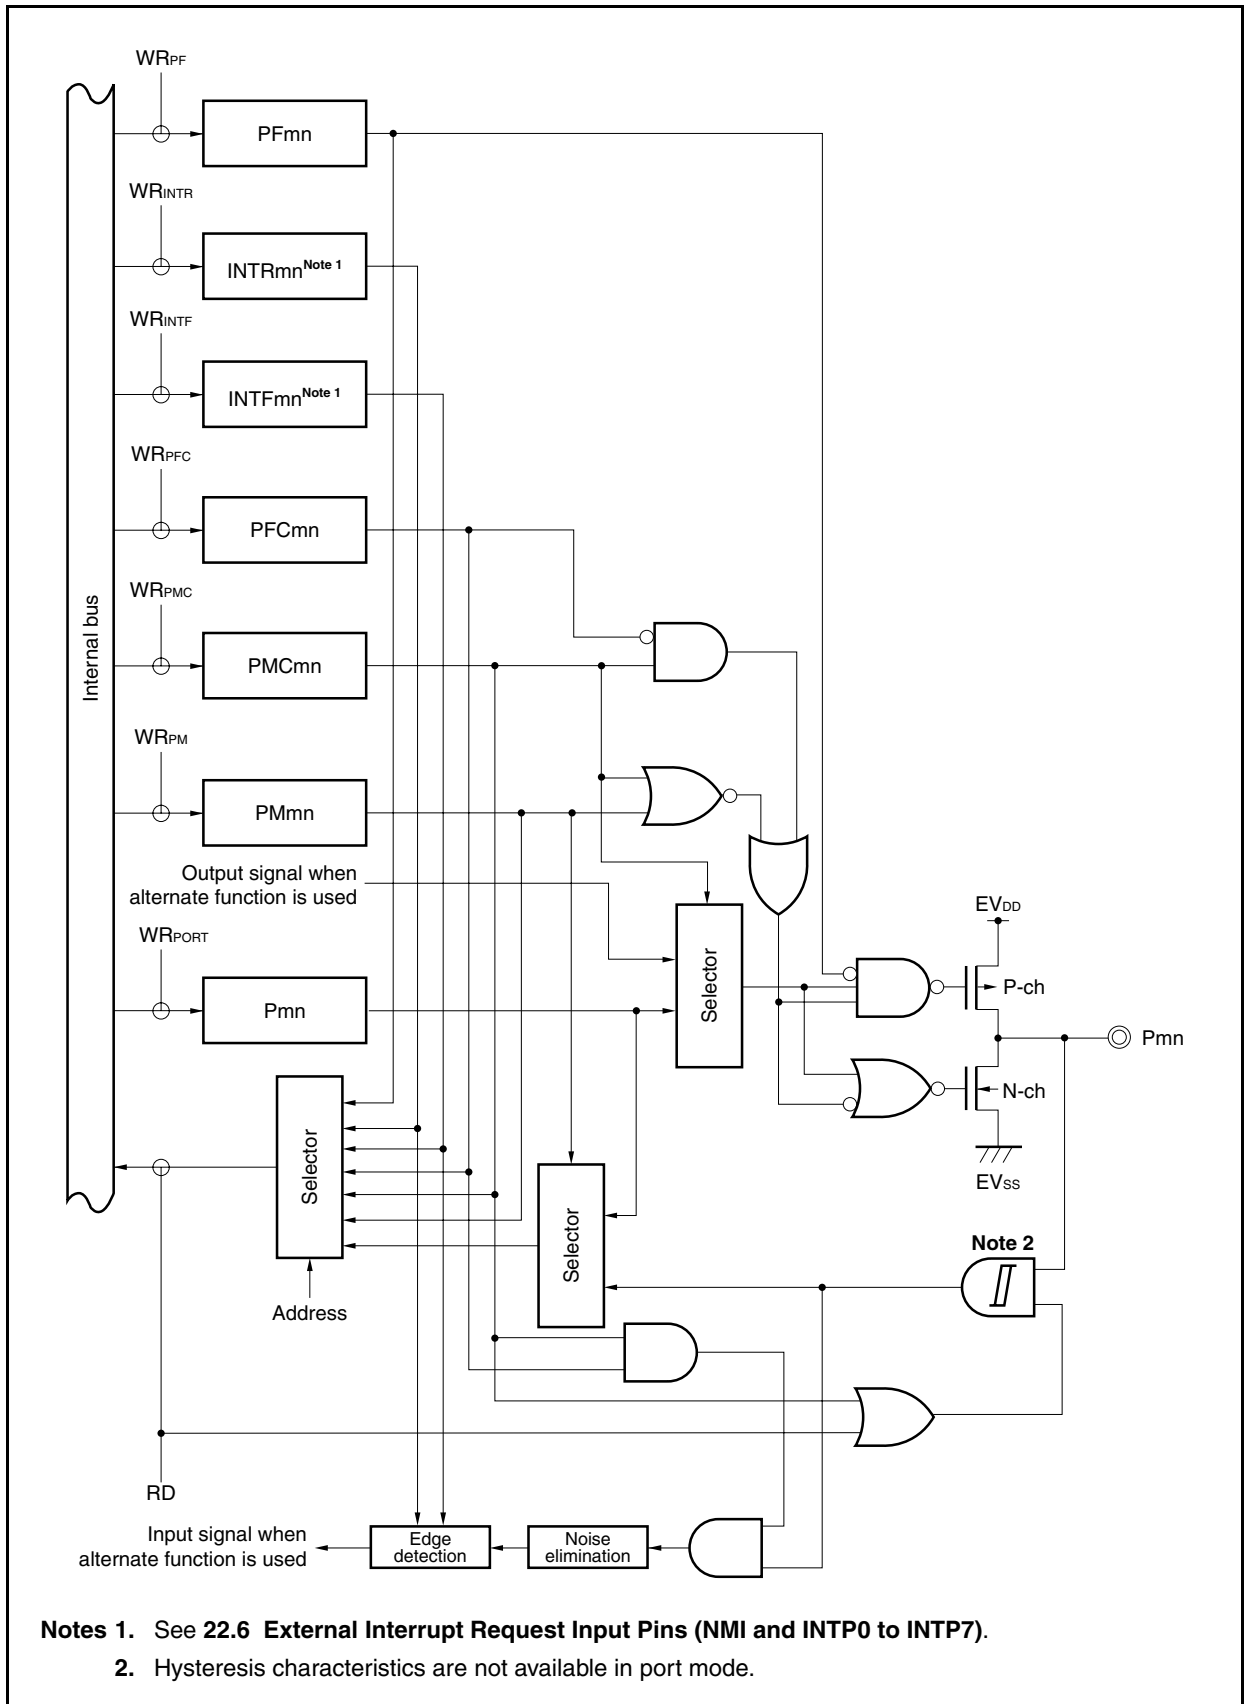 WRPF
PFmn
WRINTR
INTRmnNote 1
WRINTF
INTFmnNote 1
WRPFC
PFCmn
WRPMC
Internal bus
PMCmn
WRPM
PMmn
Output signal when
alternate function is used
WRPORT
Pmn
Selector
EVDD
P-ch
Pmn
N-ch
EVSS
Selector
Selector
Address
Note 2
RD
Input signal when
alternate function is used
Edge
detection
Noise
elimination
Notes 1. See 22.6 External Interrupt Request Input Pins (NMI and INTP0 to INTP7).
2. Hysteresis characteristics are not available in port mode.